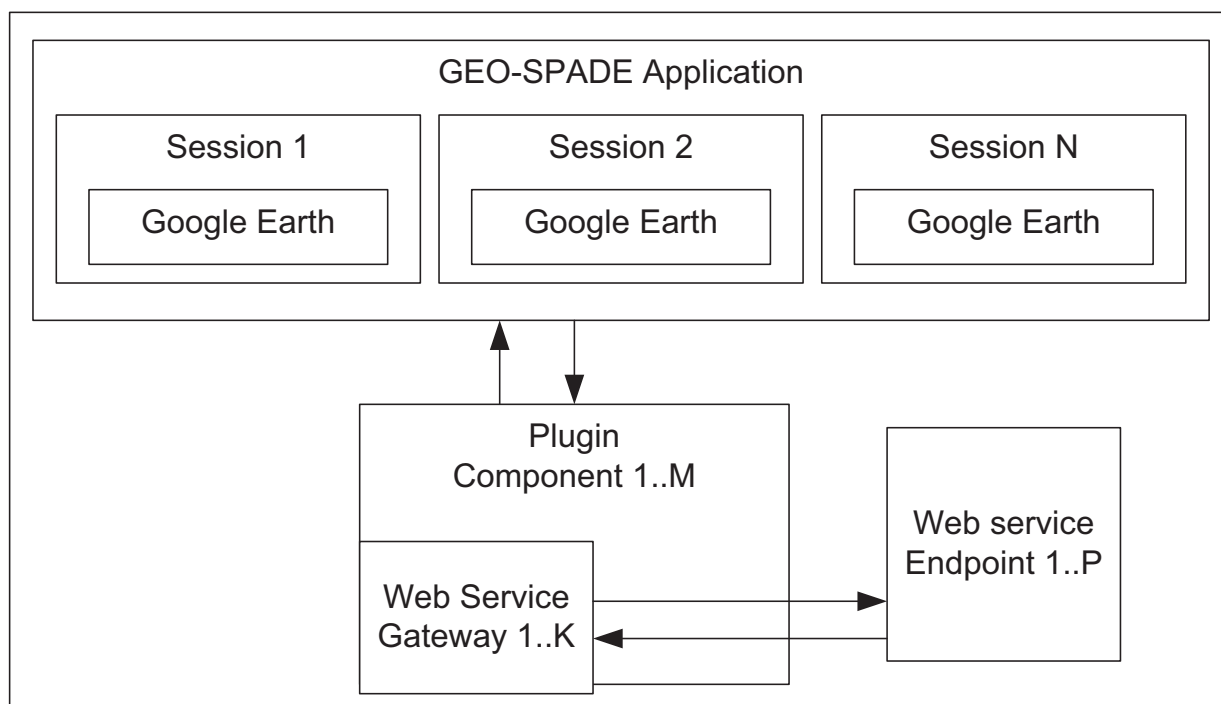 GEO-SPADE Application
Session 1
Session 2
Session N
Google Earth
Google Earth
Google Earth
Plugin
Component 1..M
Web service
Endpoint 1..P
Web Service
Gateway 1..K